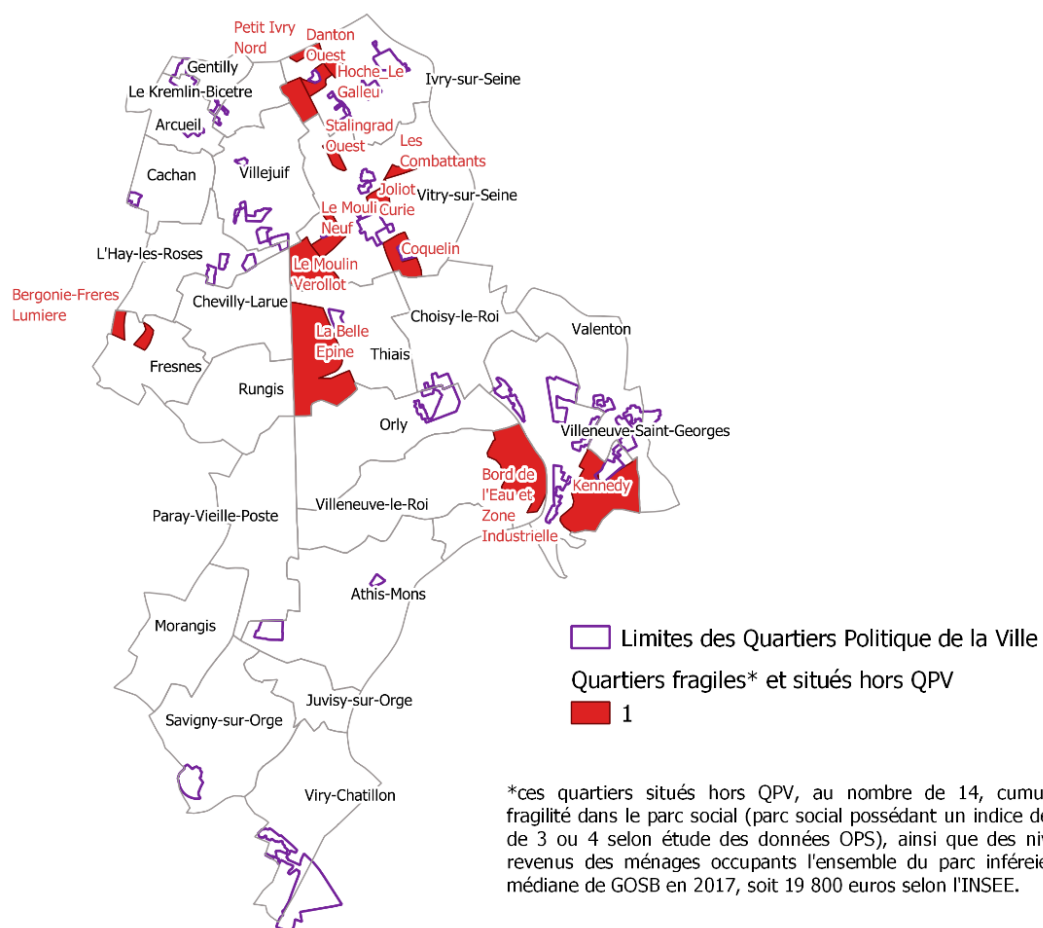 Petit Ivry
Nord
Danton
Ouest
Gentilly
Hoche_Le
Galleu
Ivry-sur-Seine
Le Kremlin-Bicetre
Arcueil
Stalingrad
Ouest
Les
Combattants
Cachan
Villejuif
Joliot
Curie
Vitry-sur-Seine
Le Mouli
Neuf
L'Hay-les-Roses
Coquelin
Le Moulin
Verollot
Bergonie-Freres
Lumiere
Chevilly-Larue
Choisy-le-Roi
Valenton
La Belle
Epine
Thiais
Fresnes
Rungis
Orly
Villeneuve-Saint-Georges
Bord de
l'Eau et
Zone
Industrielle
Kennedy
Villeneuve-le-Roi
Paray-Vieille-Poste
Athis-Mons
Morangis
Limites des Quartiers Politique de la Ville
Quartiers fragiles* et situés hors QPV
1
Juvisy-sur-Orge
Savigny-sur-Orge
Viry-Chatillon
*ces quartiers situés hors QPV, au nombre de 14, cumu
fragilité dans le parc social (parc social possédant un indice de
de 3 ou 4 selon étude des données OPS), ainsi que des niv
revenus des ménages occupants l'ensemble du parc inféreie
médiane de GOSB en 2017, soit 19 800 euros selon l'INSEE.